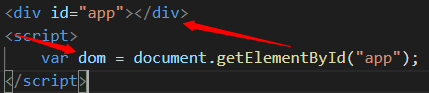 <div id="app"></div>
<script>
var dom = document.getElementById("app");
</script>